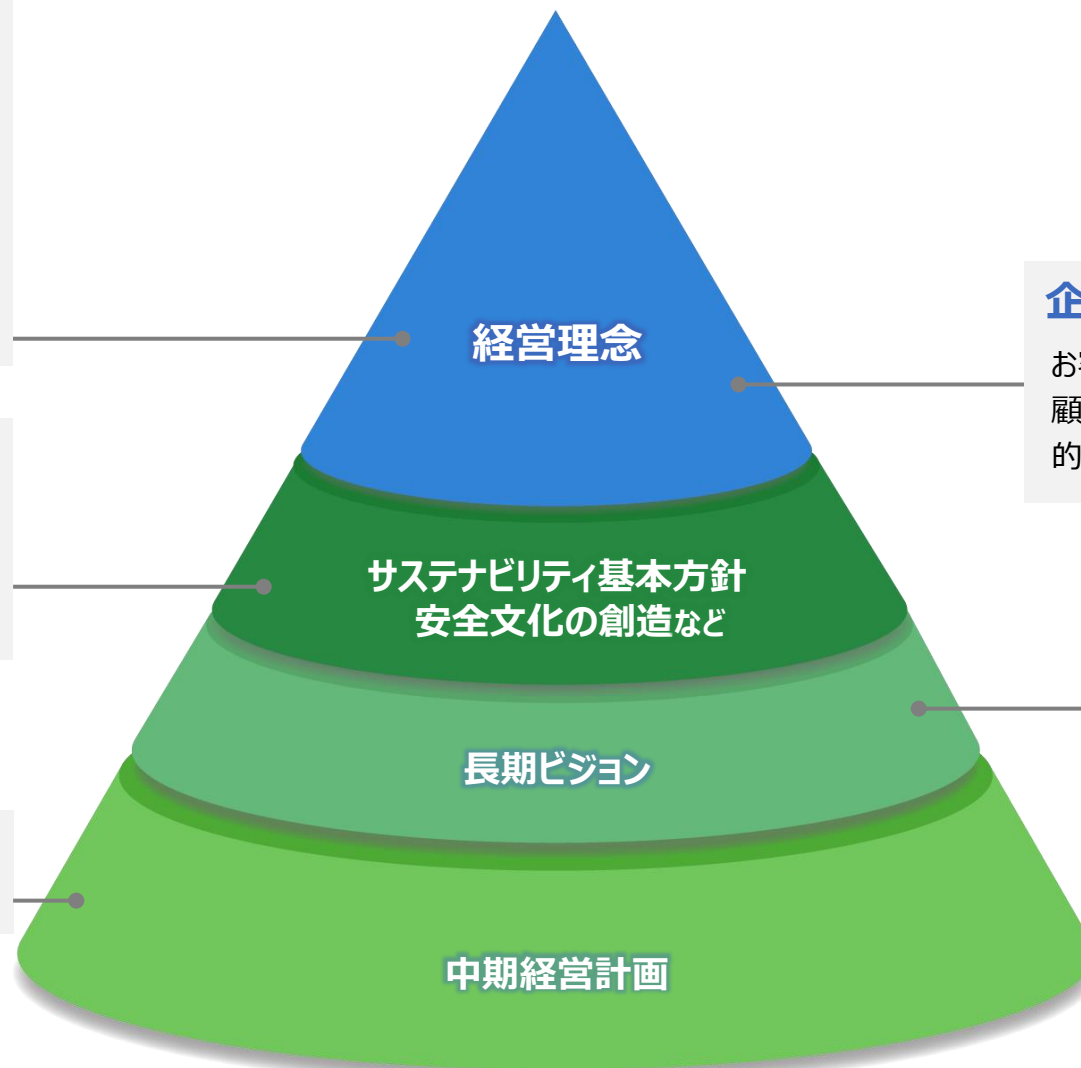 経営理念
企
お
顧
的
サステナビリティ基本方針
安全文化の創造など
長期ビジョン
中期経営計画